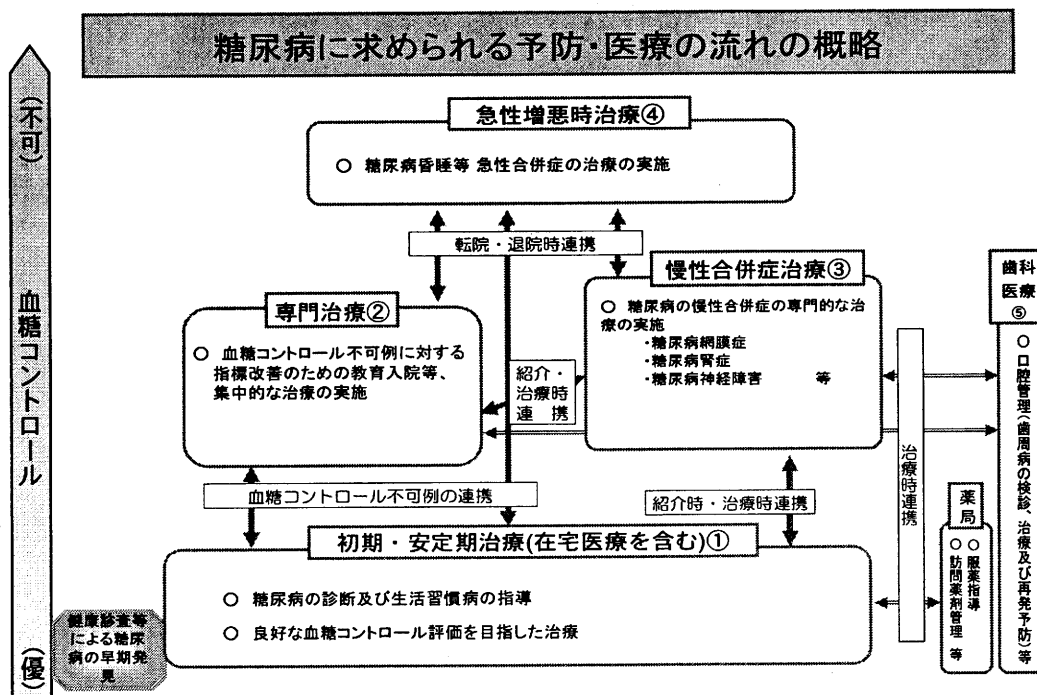 糖尿病に求められる予防・医療の流れの概略
(不可)
血糖コントロール
(優)
急性増悪時治療④
○ 糖尿病昏睡等 急性合併症の治療の実施
転院・退院時連携
専門治療②
○ 血糖コントロール不可例に対する
指標改善のための教育入院等、
集中的な治療の実施
紹介・
治療時
連 携
慢性合併症治療③
○ 糖尿病の慢性合併症の専門的な治
療の実施
・糖尿病網膜症
・糖尿病腎症
・糖尿病神経障害 等
血糖コントロール不可例の連携
紹介時・治療時連携
治療時連携
初期・安定期治療(在宅医療を含む)①
○ 糖尿病の診断及び生活習慣病の指導
○ 良好な血糖コントロール評価を目指した治療
健康診査等
による糖尿
病の早期発
見
薬局
○ 服薬指導
○ 訪問薬剤管理 等
歯科
医療
⑤
○ 口腔管理(歯周病の検診、治療及び再発予防)等